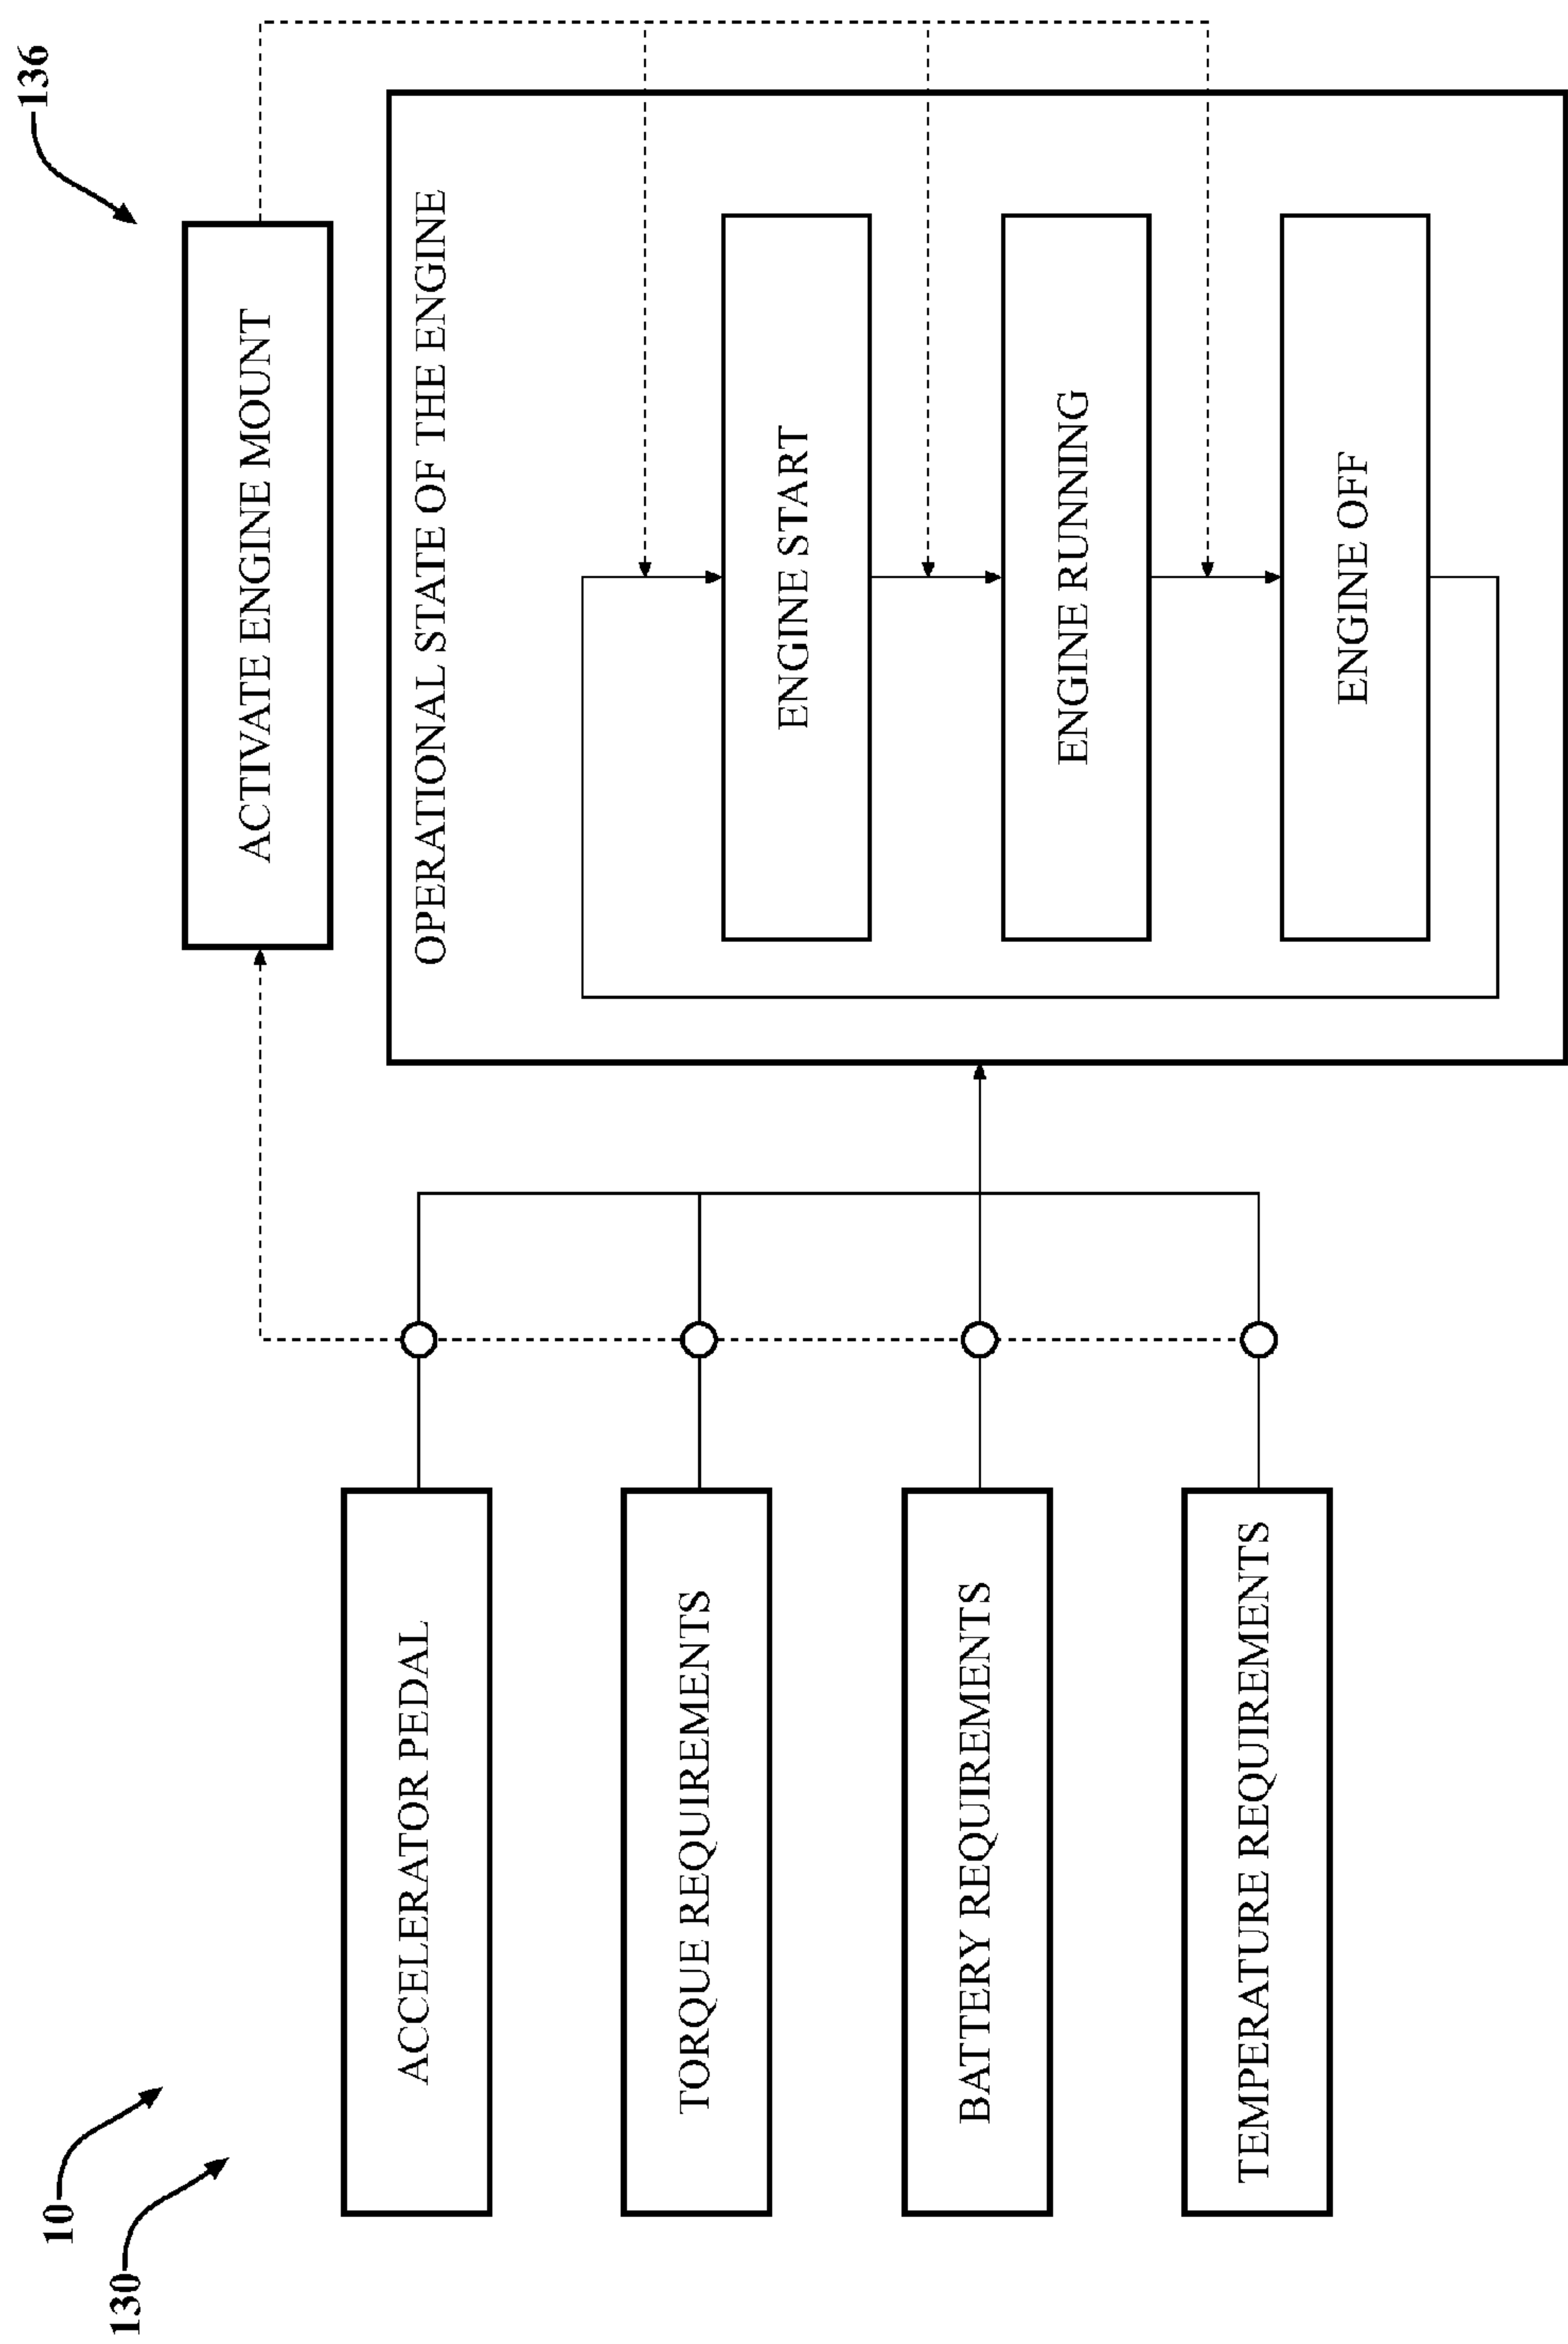 10
130
136
ACCELERATOR PEDAL
TORQUE REQUIREMENTS
BATTERY REQUIREMENTS
TEMPERATURE REQUIREMENTS
ACTIVATE ENGINE MOUNT
OPERATIONAL STATE OF THE ENGINE
ENGINE START
ENGINE RUNNING
ENGINE OFF